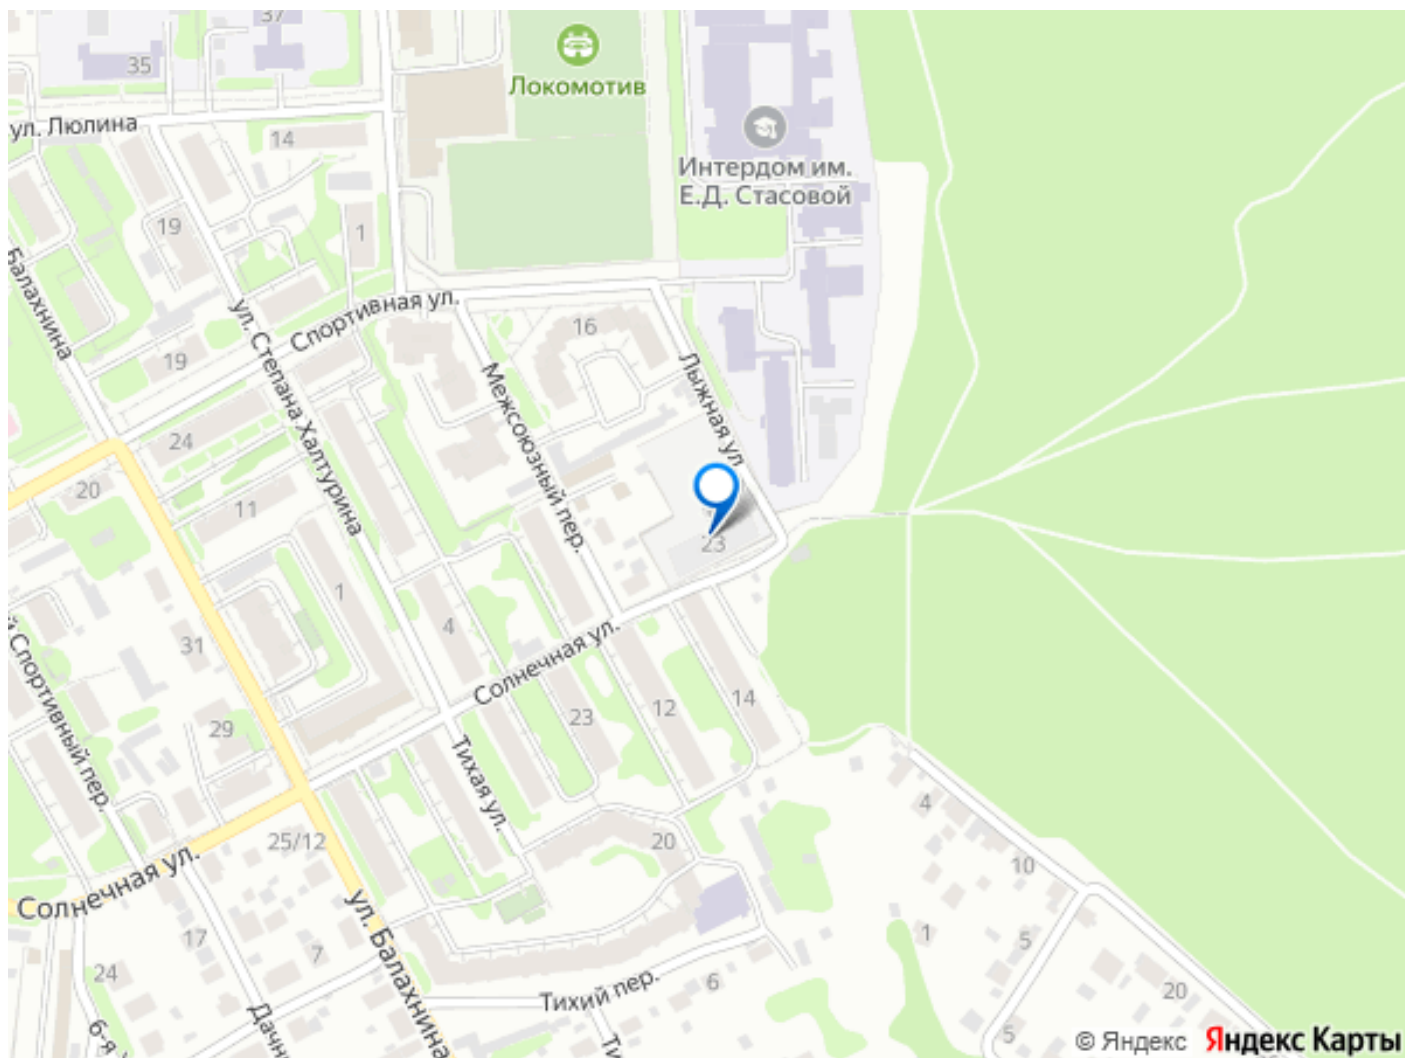 37
35
Локомотив
ул. Люлина
14
Интердом им.
Е.Д. Стасовой
19
1
Балахнина
ул. Степана Халтурина
Спортивная ул.
16
19
Лыжная ул
Межсоюзный пер.
24
20
11
23
1
4
31
Спортивный пер.
Солнечная ул.
29
23
12
14
Тихая ул.
4
25/12
20
10
Солнечная ул.
ул. Балахнина
17
7
1
5
24
6
20
Тихий пер.
Дачн
6-я
Ти
5
© Яндекс Яндекс Карты